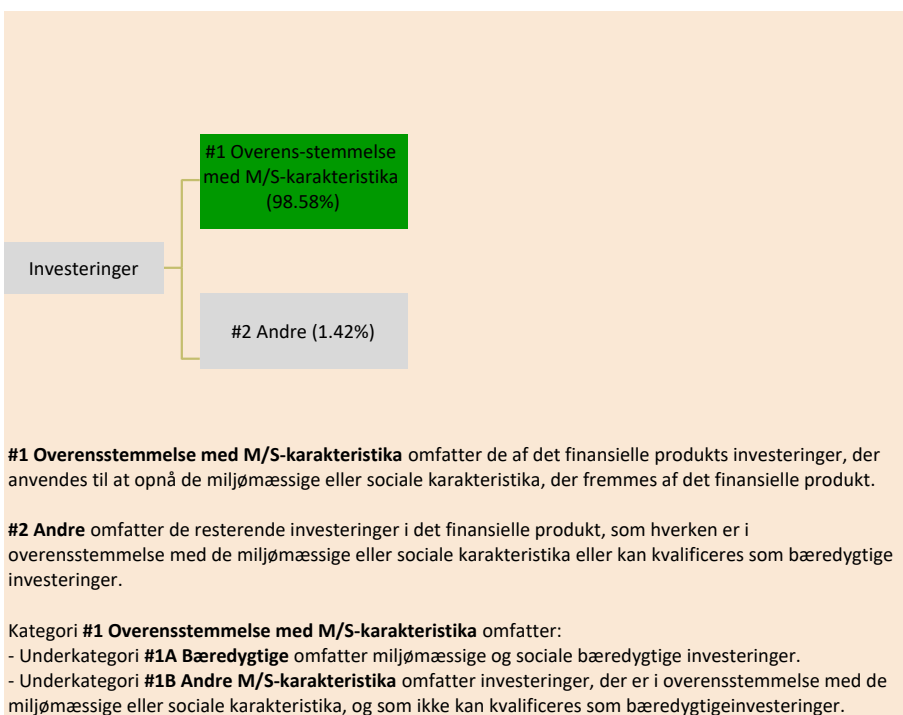 #1 Overens-stemmelse
med M/S-karakteristika
(98.58%)
Investeringer
#2 Andre (1.42%)
#1 Overensstemmelse med M/S-karakteristika omfatter de af det finansielle produkts investeringer, der
anvendes til at opnå de miljømæssige eller sociale karakteristika, der fremmes af det finansielle produkt.
#2 Andre omfatter de resterende investeringer i det finansielle produkt, som hverken er i
overensstemmelse med de miljømæssige eller sociale karakteristika eller kan kvalificeres som bæredygtige
investeringer.
Kategori #1 Overensstemmelse med M/S-karakteristika omfatter:
- Underkategori #1A Bæredygtige omfatter miljømæssige og sociale bæredygtige investeringer.
- Underkategori #1B Andre M/S-karakteristika omfatter investeringer, der er i overensstemmelse med de
miljømæssige eller sociale karakteristika, og som ikke kan kvalificeres som bæredygtigeinvesteringer.